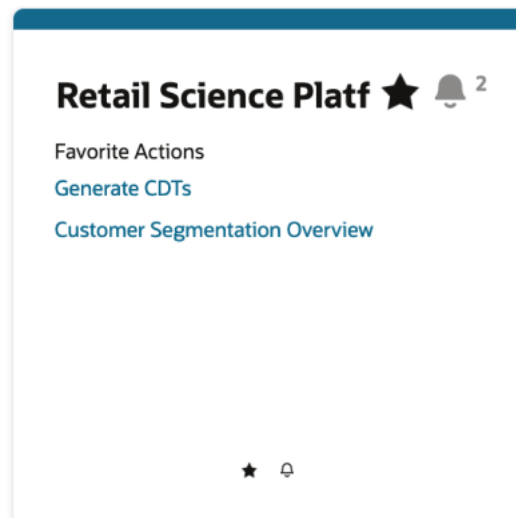 Retail Science Platf 2
Favorite Actions
Generate CDTs
Customer Segmentation Overview